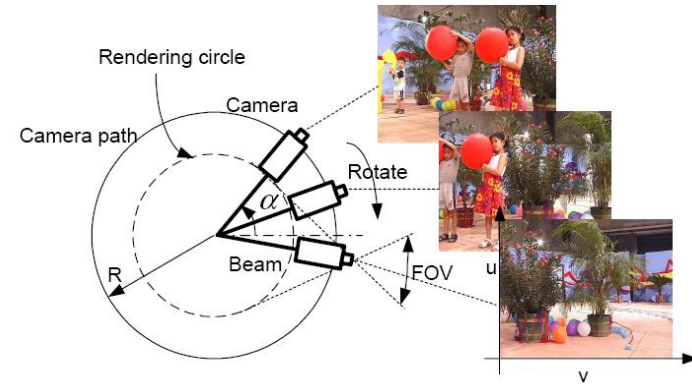 Rendering circle
Camera
Camera path
Rotate
α
R
Beam
FOV
u
v